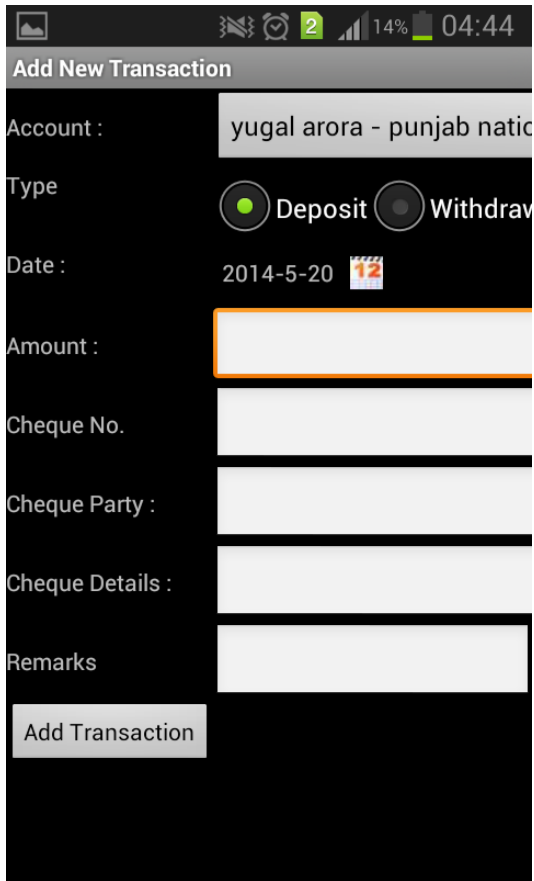 2 14% 04:44
Add New Transaction
Account : yugal arora - punjab natio
Type Deposit Withdraw
Date : 2014-5-20 12
Amount :
Cheque No.
Cheque Party :
Cheque Details :
Remarks
Add Transaction